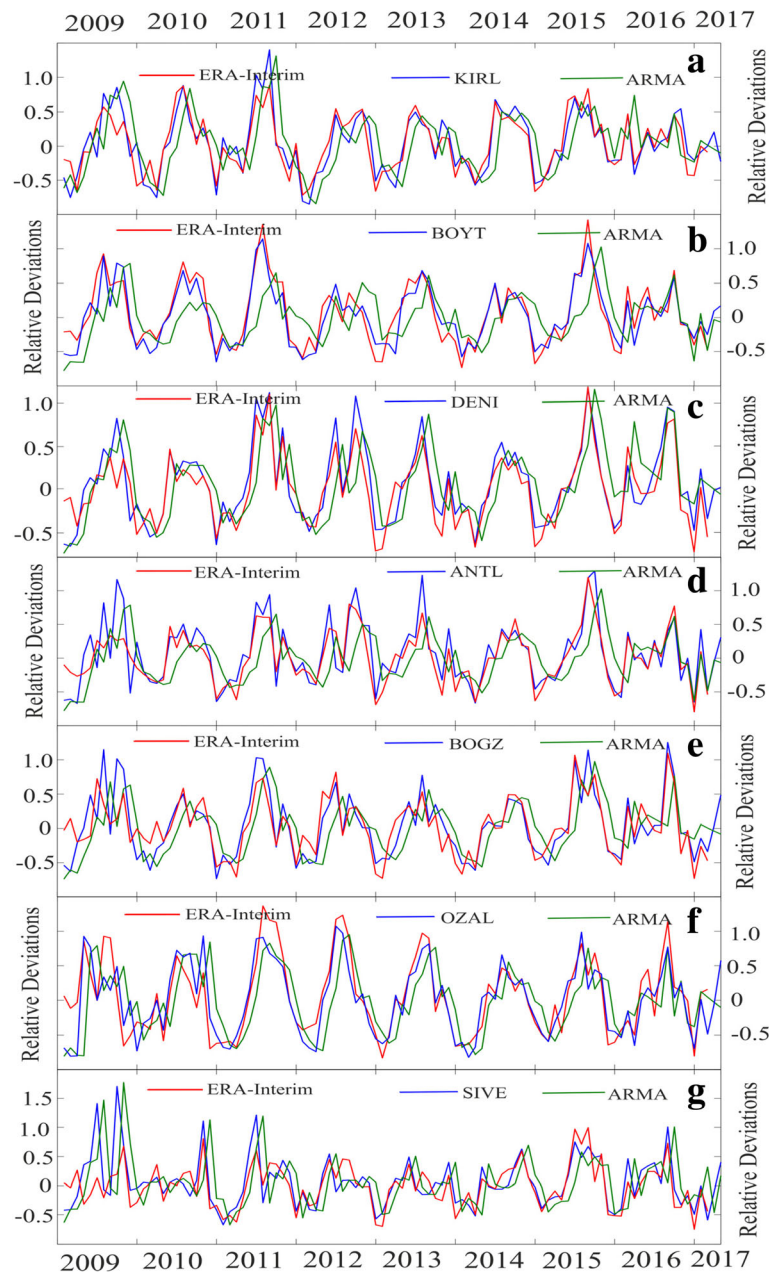 2009 2010 2011 2012 2013 2014 2015 2016 2017
ERA-Interim KIRL ARMA a
1.0
0.5
0
-0.5
ERA-Interim BOYT ARMA b
1.0
0.5
0
-0.5
Relative Deviations
Relative Deviations
ERA-Interim DENI ARMA c
1.0
0.5
0
-0.5
Relative Deviations
ERA-Interim ANTL ARMA d
1.0
0.5
0
-0.5
Relative Deviations
ERA-Interim BOGZ ARMA e
1.0
0.5
0
-0.5
Relative Deviations
ERA-Interim OZAL ARMA f
1.0
0.5
0
-0.5
Relative Deviations
ERA-Interim SIVE ARMA g
1.5
1.0
0.5
0
-0.5
Relative Deviations
2009 2010 2011 2012 2013 2014 2015 2016 2017